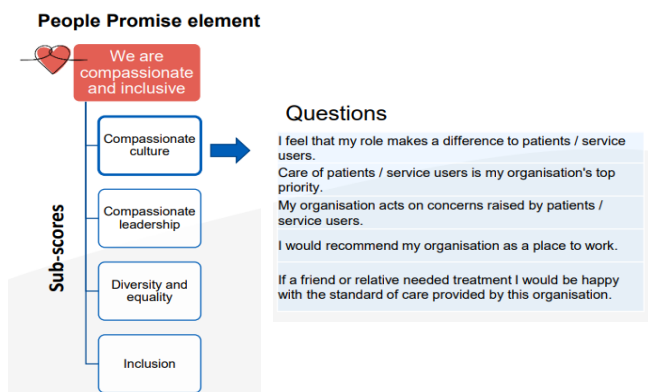 People Promise element
We are
compassionate
and inclusive
Sub-scores
Compassionate
culture
Compassionate
leadership
Diversity and
equality
Inclusion
Questions
I feel that my role makes a difference to patients / service
users.
Care of patients / service users is my organisation's top
priority.
My organisation acts on concerns raised by patients /
service users.
I would recommend my organisation as a place to work.
If a friend or relative needed treatment I would be happy
with the standard of care provided by this organisation.